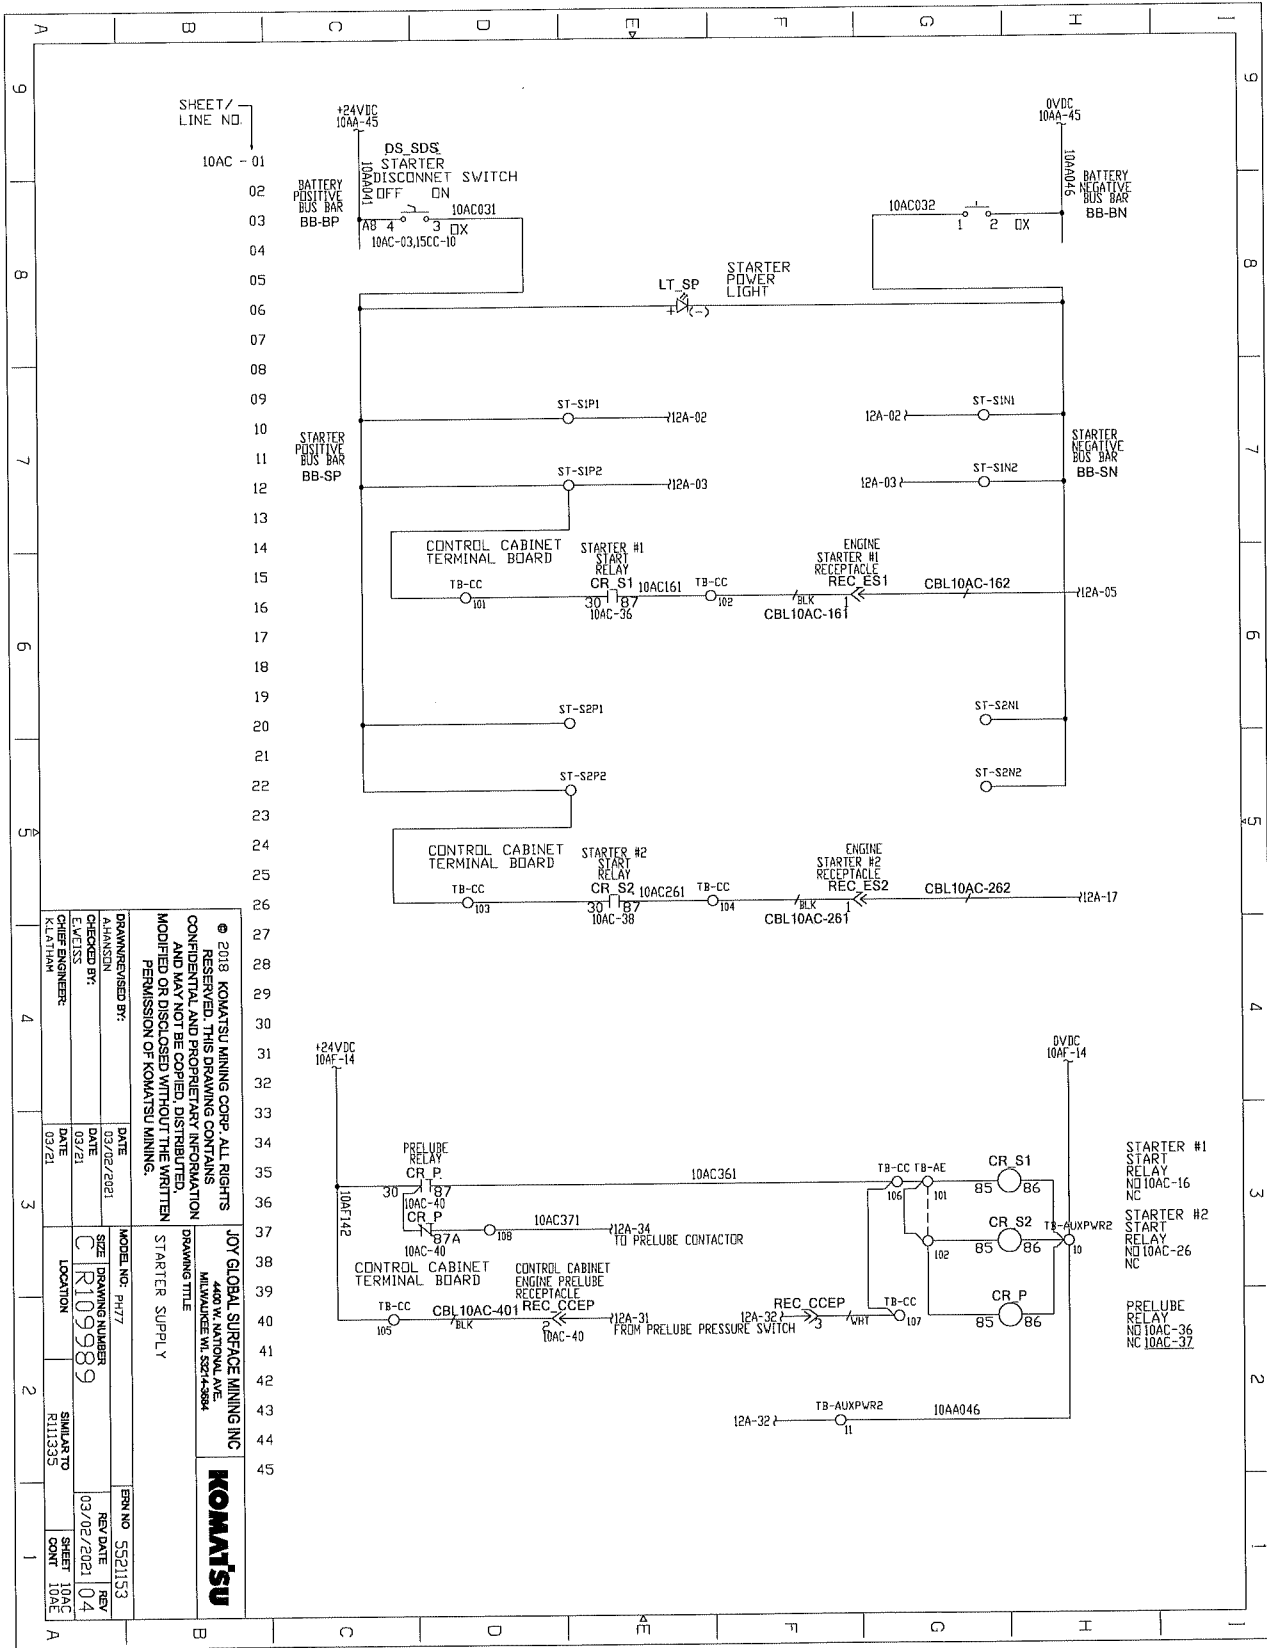 A B C D E F G H I
9 8 7 6 5 4 3 2 1
SHEET/
LINE NO.
10AC - 01
02
03
04
05
06
07
08
09
10
11
12
13
14
15
16
17
18
19
20
21
22
23
24
25
26
27
28
29
30
31
32
33
34
35
36
37
38
39
40
41
42
43
44
45
+24VDC
10AA-45
10AA041
DS_SDS
STARTER
DISCONNET SWITCH
OFF ON
BATTERY
POSITIVE
BUS BAR
BB-BP
A8 4 3 OX
10AC031
10AC-03,15CC-10
0VDC
10AA-45
10AA046
BATTERY
NEGATIVE
BUS BAR
BB-BN
10AC032
1 2 OX
LT_SP
+ (-)
STARTER
POWER
LIGHT
ST-S1P1
12A-02
12A-02
ST-S1N1
STARTER
POSITIVE
BUS BAR
BB-SP
STARTER
NEGATIVE
BUS BAR
BB-SN
ST-S1P2
12A-03
12A-03
ST-S1N2
CONTROL CABINET
TERMINAL BOARD
TB-CC
101
STARTER #1
START
RELAY
CR_S1
30 87
10AC-36
10AC161
TB-CC
102
BLK
CBL10AC-161
ENGINE
STARTER #1
RECEPTACLE
REC_ES1
1
CBL10AC-162
12A-05
ST-S2P1
ST-S2N1
ST-S2P2
ST-S2N2
CONTROL CABINET
TERMINAL BOARD
TB-CC
103
STARTER #2
START
RELAY
CR_S2
30 87
10AC-38
10AC261
TB-CC
104
BLK
CBL10AC-261
ENGINE
STARTER #2
RECEPTACLE
REC_ES2
1
CBL10AC-262
12A-17
+24VDC
10AF-14
0VDC
10AF-14
10AF142
PRELUBE
RELAY
CR_P
30 87
10AC-40
CR_P
87A
10AC-40
10AC361
108
10AC371
12A-34
TO PRELUBE CONTACTOR
TB-CC TB-AE
106 101
102
CR_S1
85 86
CR_S2
85 86
TB-AUXPWR2
10
CR_P
85 86
STARTER #1
START
RELAY
NO 10AC-16
NC
STARTER #2
START
RELAY
NO 10AC-26
NC
PRELUBE
RELAY
NO 10AC-36
NC 10AC-37
CONTROL CABINET
TERMINAL BOARD
TB-CC
105
CBL10AC-401
BLK
CONTROL CABINET
ENGINE PRELUBE
RECEPTACLE
REC_CCEP
2
10AC-40
12A-31
FROM PRELUBE PRESSURE SWITCH
12A-32
REC_CCEP
3
WHT
TB-CC
107
12A-32
TB-AUXPWR2
11
10AA046
© 2018 KOMATSU MINING CORP. ALL RIGHTS
RESERVED. THIS DRAWING CONTAINS
CONFIDENTIAL AND PROPRIETARY INFORMATION
AND MAY NOT BE COPIED, DISTRIBUTED,
MODIFIED OR DISCLOSED WITHOUT THE WRITTEN
PERMISSION OF KOMATSU MINING.
DRAWN/REVISED BY:
A.HANSON
DATE
03/02/2021
CHECKED BY:
E.WEISS
DATE
03/21
CHIEF ENGINEER:
K.LATHAM
DATE
03/21
JOY GLOBAL SURFACE MINING INC
4400 W. NATIONAL AVE.
MILWAUKEE WI. 53214-3684
KOMATSU
DRAWING TITLE
STARTER SUPPLY
MODEL NO: PH77
ERN NO 5521153
SIZE
C
DRAWING NUMBER
R109989
REV DATE
03/02/2021
REV
04
LOCATION
SIMILAR TO
R111335
SHEET 10AC
CONT 10AE